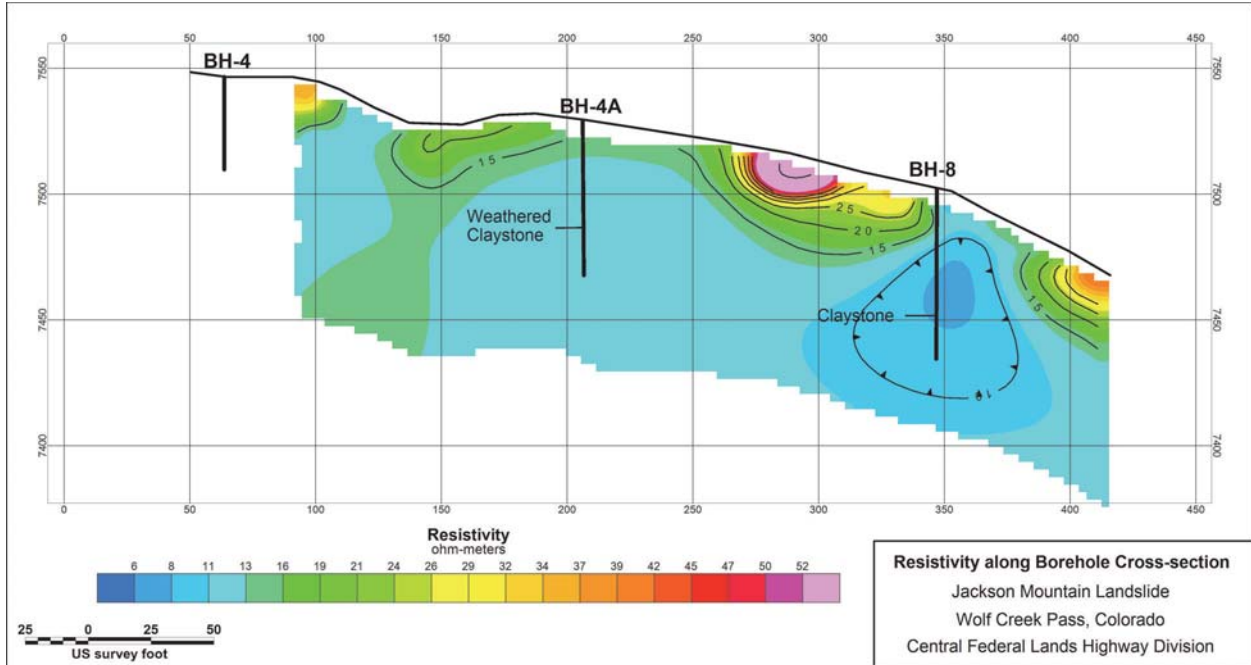 0 50 100 150 200 250 300 350 400 450
7550 7550
BH-4
BH-4A
BH-8
7500 7500
15
25
20
15
Weathered
Claystone
15
Claystone
7450 7450
10
7400 7400
0 50 100 150 200 250 300 350 400 450
Resistivity
ohm-meters
6 8 11 13 16 19 21 24 26 29 32 34 37 39 42 45 47 50 52
25 0 25 50
US survey foot
Resistivity along Borehole Cross-section
Jackson Mountain Landslide
Wolf Creek Pass, Colorado
Central Federal Lands Highway Division